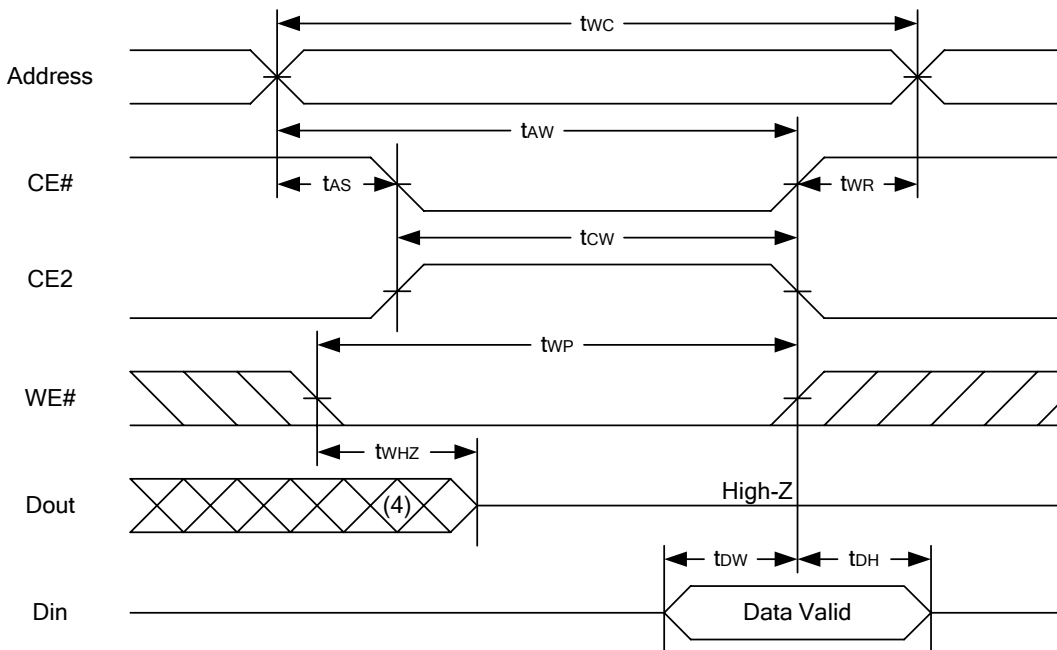 tWC
Address
tAW
CE#
tAS
tWR
tCW
CE2
tWP
WE#
tWHZ
Dout
(4)
High-Z
tDW
tDH
Din
Data Valid